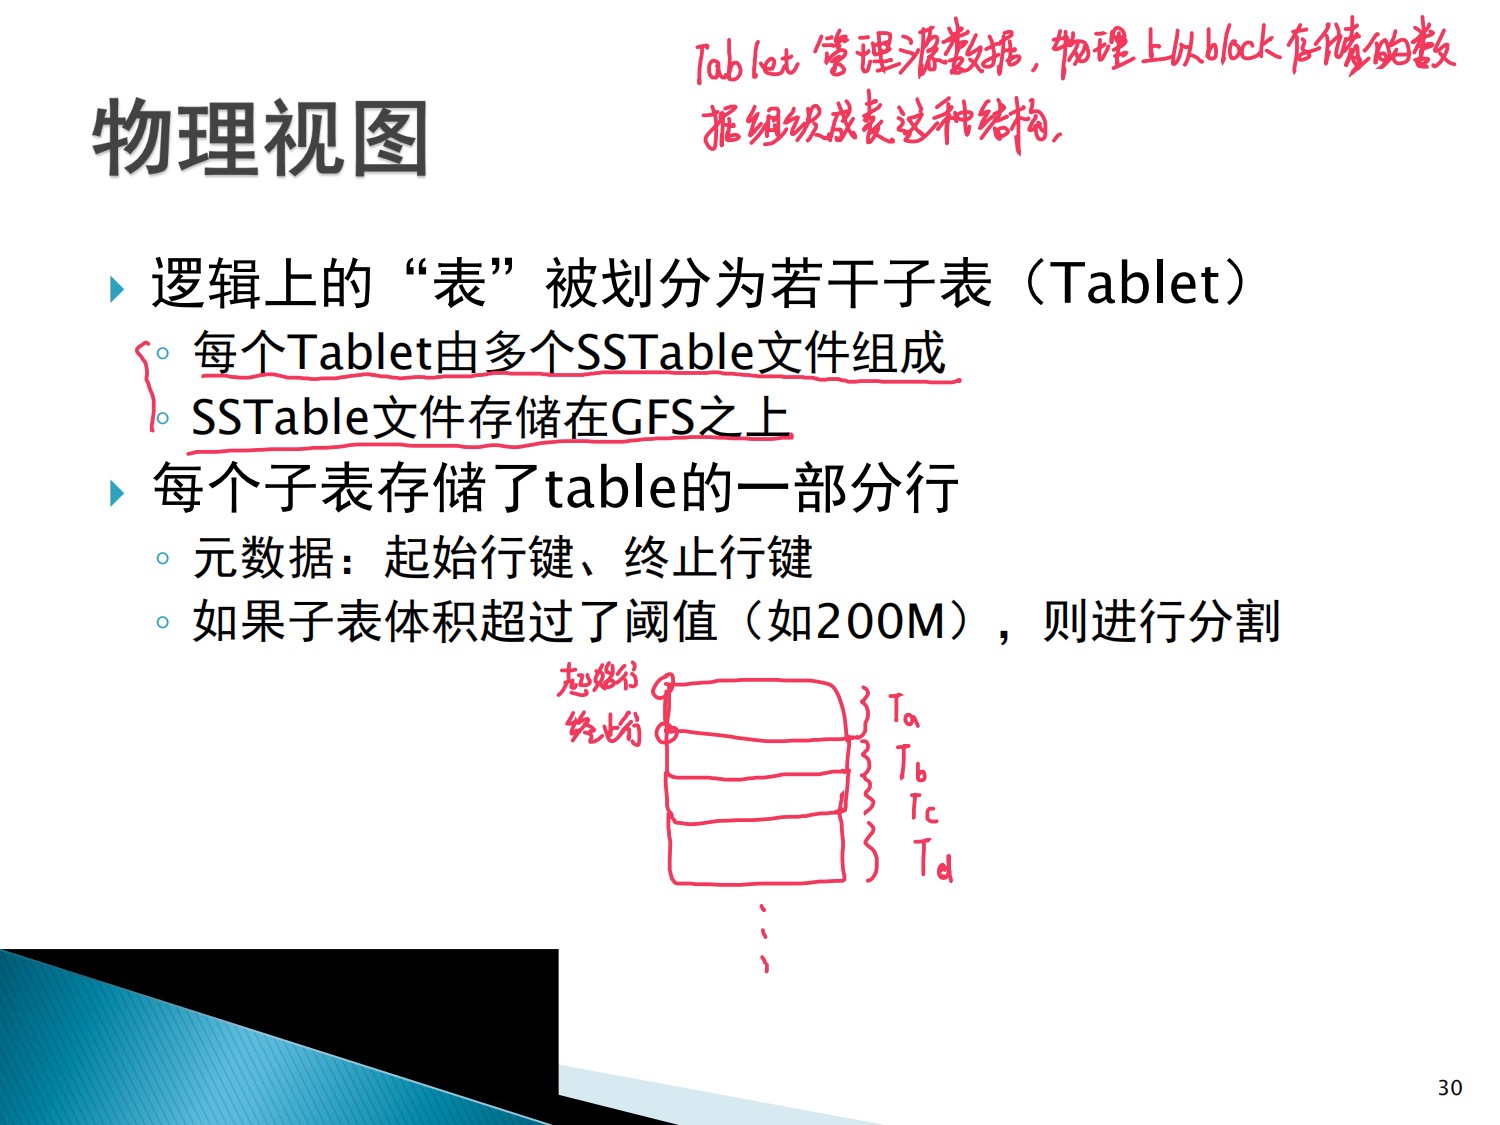 Tablet 管理源数据,物理上以block存储的数
据组织成表这种结构,
物理视图
逻辑上的“表”被划分为若干子表（Tablet）
每个Tablet由多个SSTable文件组成
SSTable文件存储在GFS之上
每个子表存储了table的一部分行
元数据：起始行键、终止行键
如果子表体积超过了阈值（如200M），则进行分割
起始行
终止行
Ta
Tb
Tc
Td
30